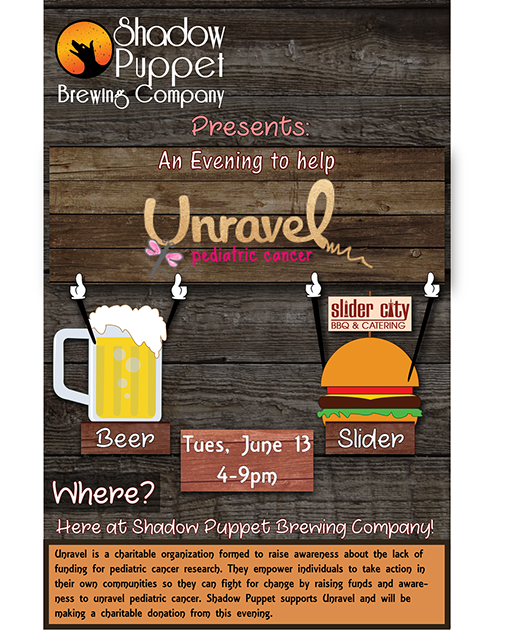 Shadow
Puppet
Brewing Company
Presents:
An Evening to help
Unravel
pediatric cancer
slider city
BBQ & CATERING
Beer
Slider
Tues, June 13
4-9pm
Where?
Here at Shadow Puppet Brewing Company!
Unravel is a charitable organization formed to raise awareness about the lack of
funding for pediatric cancer research. They empower individuals to take action in
their own communities so they can fight for change by raising funds and aware-
ness to unravel pediatric cancer. Shadow Puppet supports Unravel and will be
making a charitable donation from this evening.